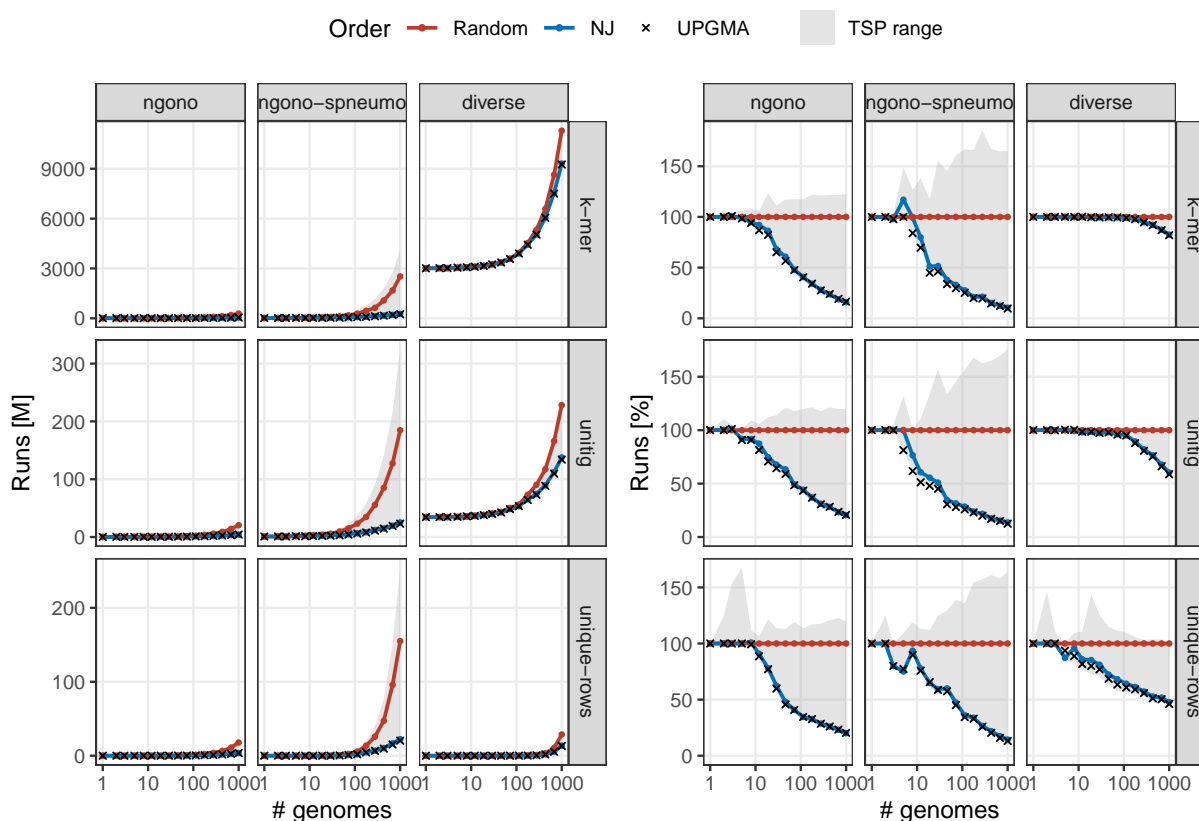 Order Random NJ UPGMA TSP range
ngono ngono−spneumo diverse
k−mer
unitig
unique−rows
9000
6000
3000
0
300
200
100
0
200
100
0
Runs [M]
1 10 100 1000
1 10 100 1000
1 10 100 1000
# genomes
ngono ngono−spneumo diverse
k−mer
unitig
unique−rows
150
100
50
0
150
100
50
0
150
100
50
0
Runs [%]
1 10 100 1000
1 10 100 1000
1 10 100 1000
# genomes